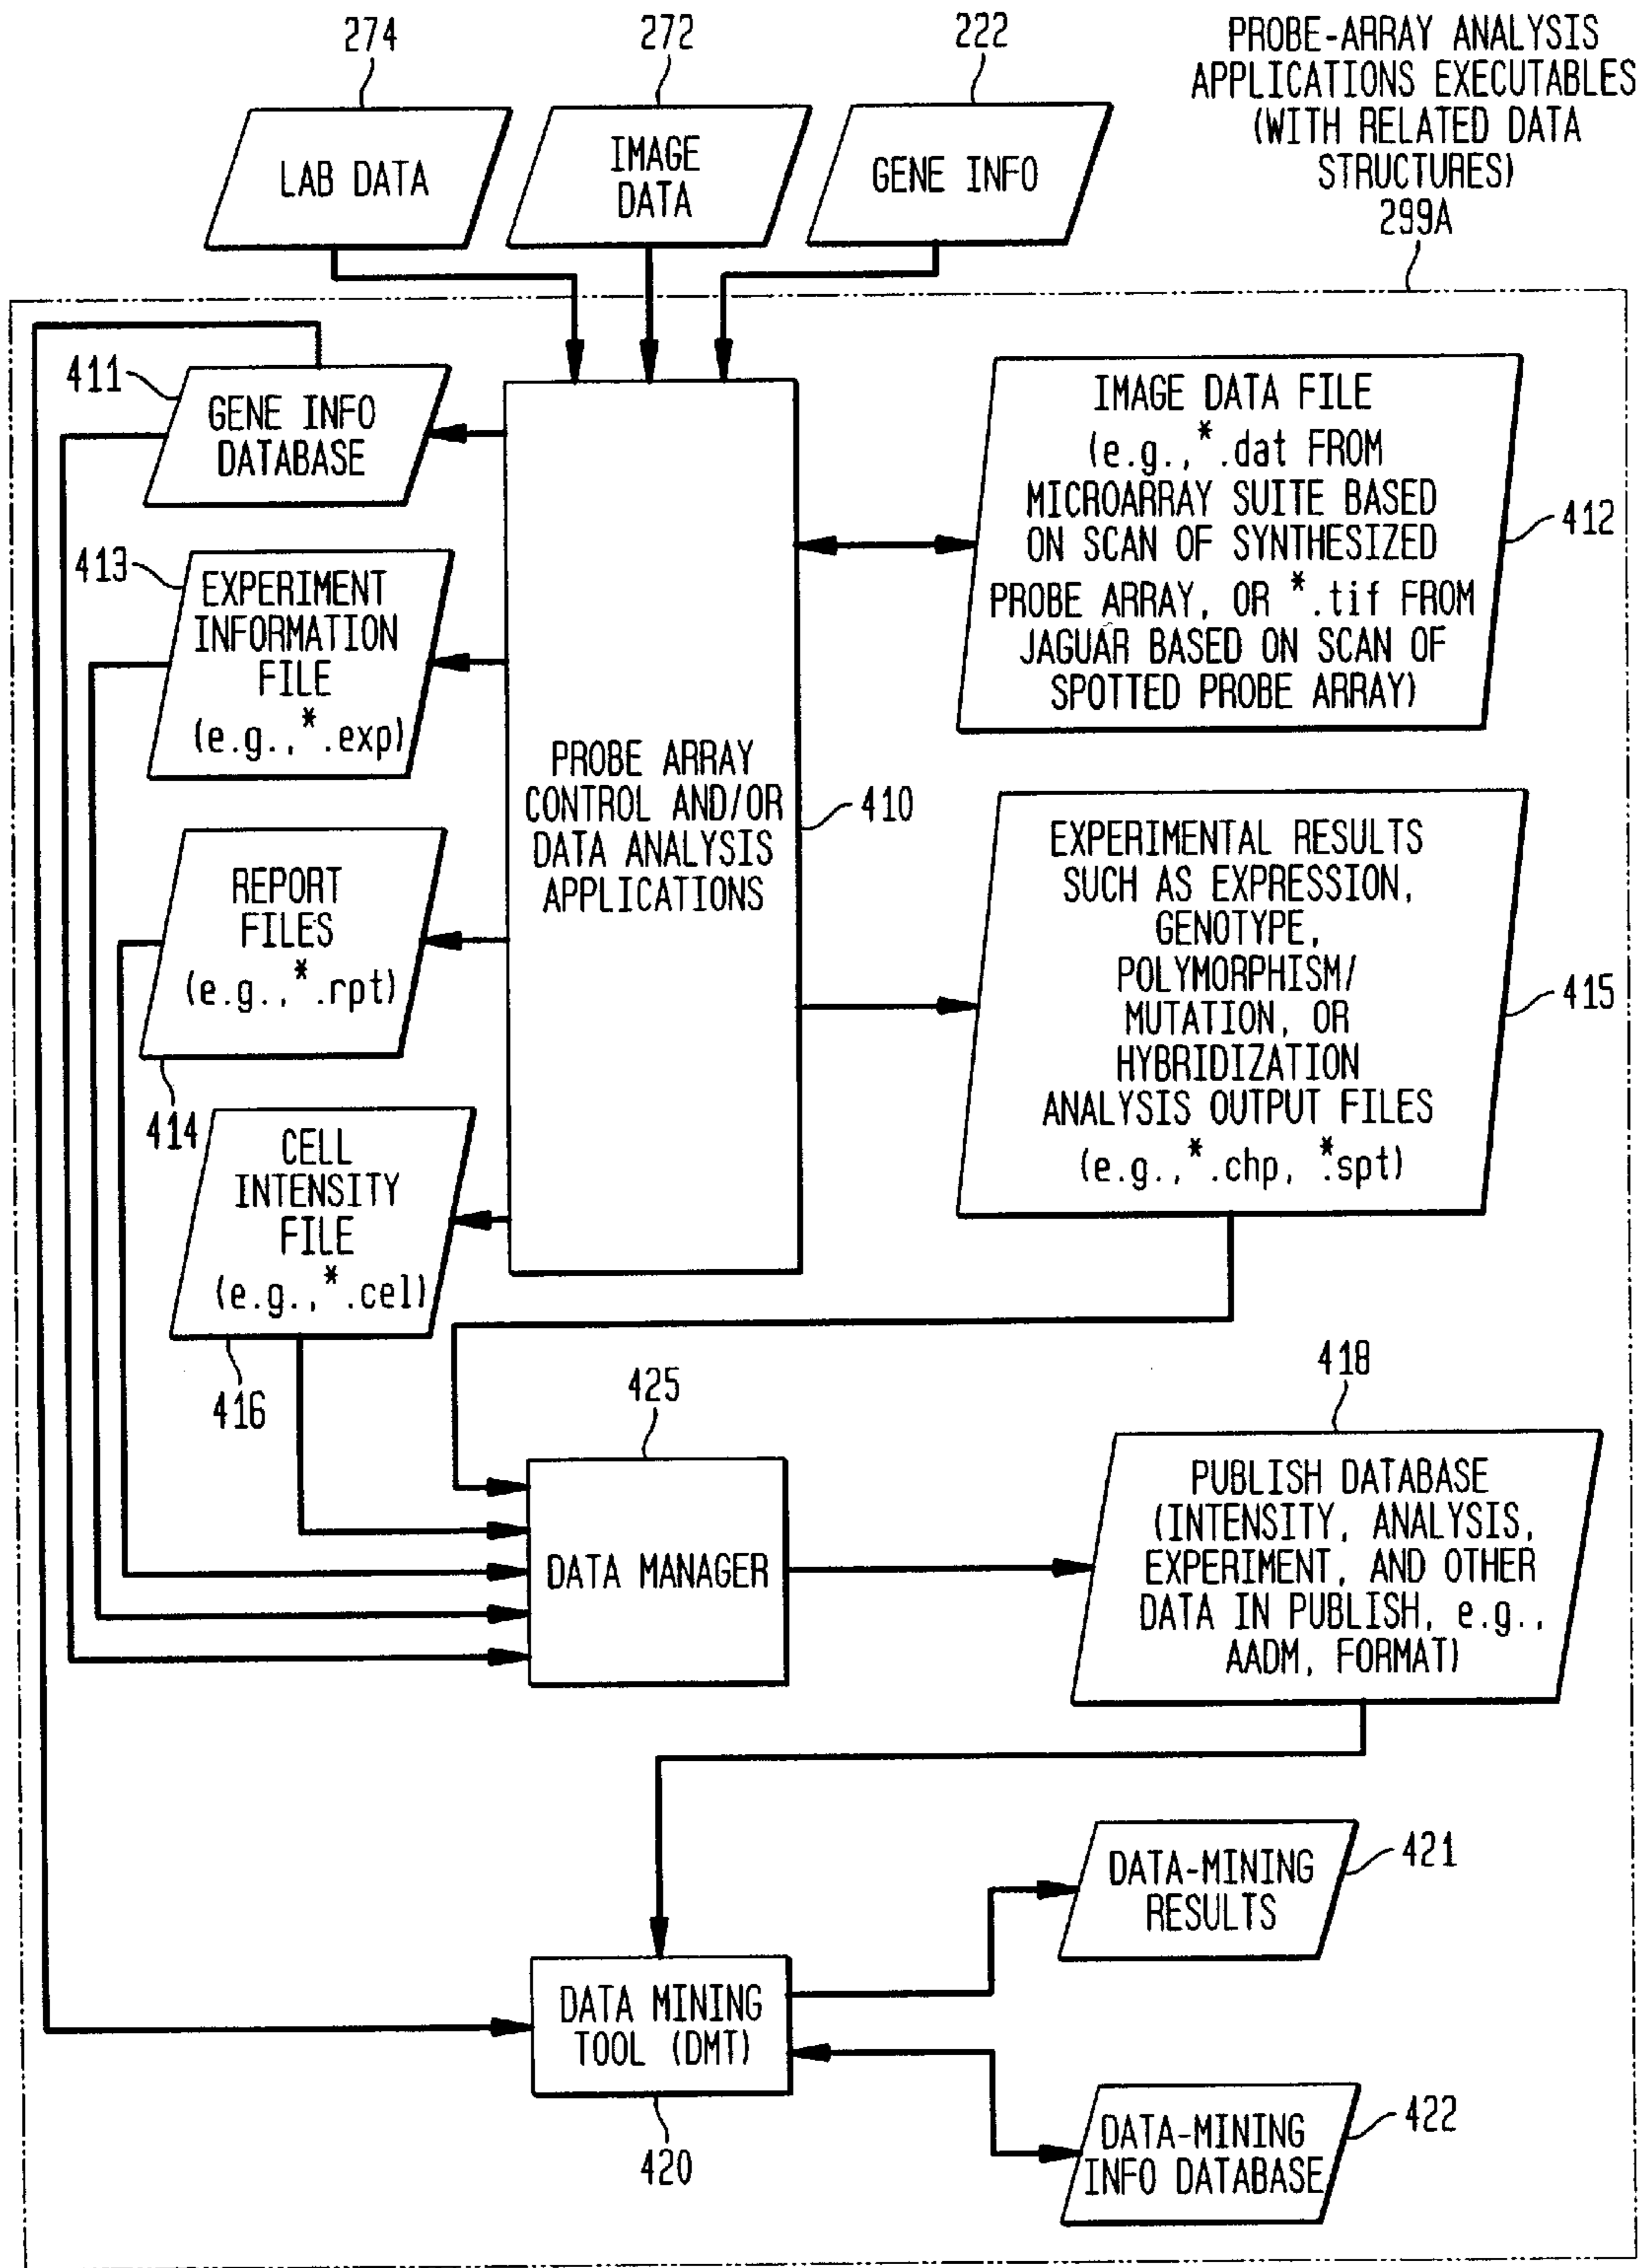 274
272
222
PROBE-ARRAY ANALYSIS
APPLICATIONS EXECUTABLES
(WITH RELATED DATA
STRUCTURES)
299A
LAB DATA
IMAGE
DATA
GENE INFO
411
GENE INFO
DATABASE
413
EXPERIMENT
INFORMATION
FILE
(e.g.,*.exp)
REPORT
FILES
(e.g.,*.rpt)
414
CELL
INTENSITY
FILE
(e.g.,*.cel)
416
PROBE ARRAY
CONTROL AND/OR
DATA ANALYSIS
APPLICATIONS
410
IMAGE DATA FILE
(e.g.,*.dat FROM
MICROARRAY SUITE BASED
ON SCAN OF SYNTHESIZED
PROBE ARRAY, OR *.tif FROM
JAGUAR BASED ON SCAN OF
SPOTTED PROBE ARRAY)
412
EXPERIMENTAL RESULTS
SUCH AS EXPRESSION,
GENOTYPE,
POLYMORPHISM/
MUTATION, OR
HYBRIDIZATION
ANALYSIS OUTPUT FILES
(e.g.,*.chp, *.spt)
415
425
DATA MANAGER
418
PUBLISH DATABASE
(INTENSITY, ANALYSIS,
EXPERIMENT, AND OTHER
DATA IN PUBLISH, e.g.,
AADM, FORMAT)
DATA-MINING
RESULTS
421
DATA MINING
TOOL (DMT)
420
DATA-MINING
INFO DATABASE
422